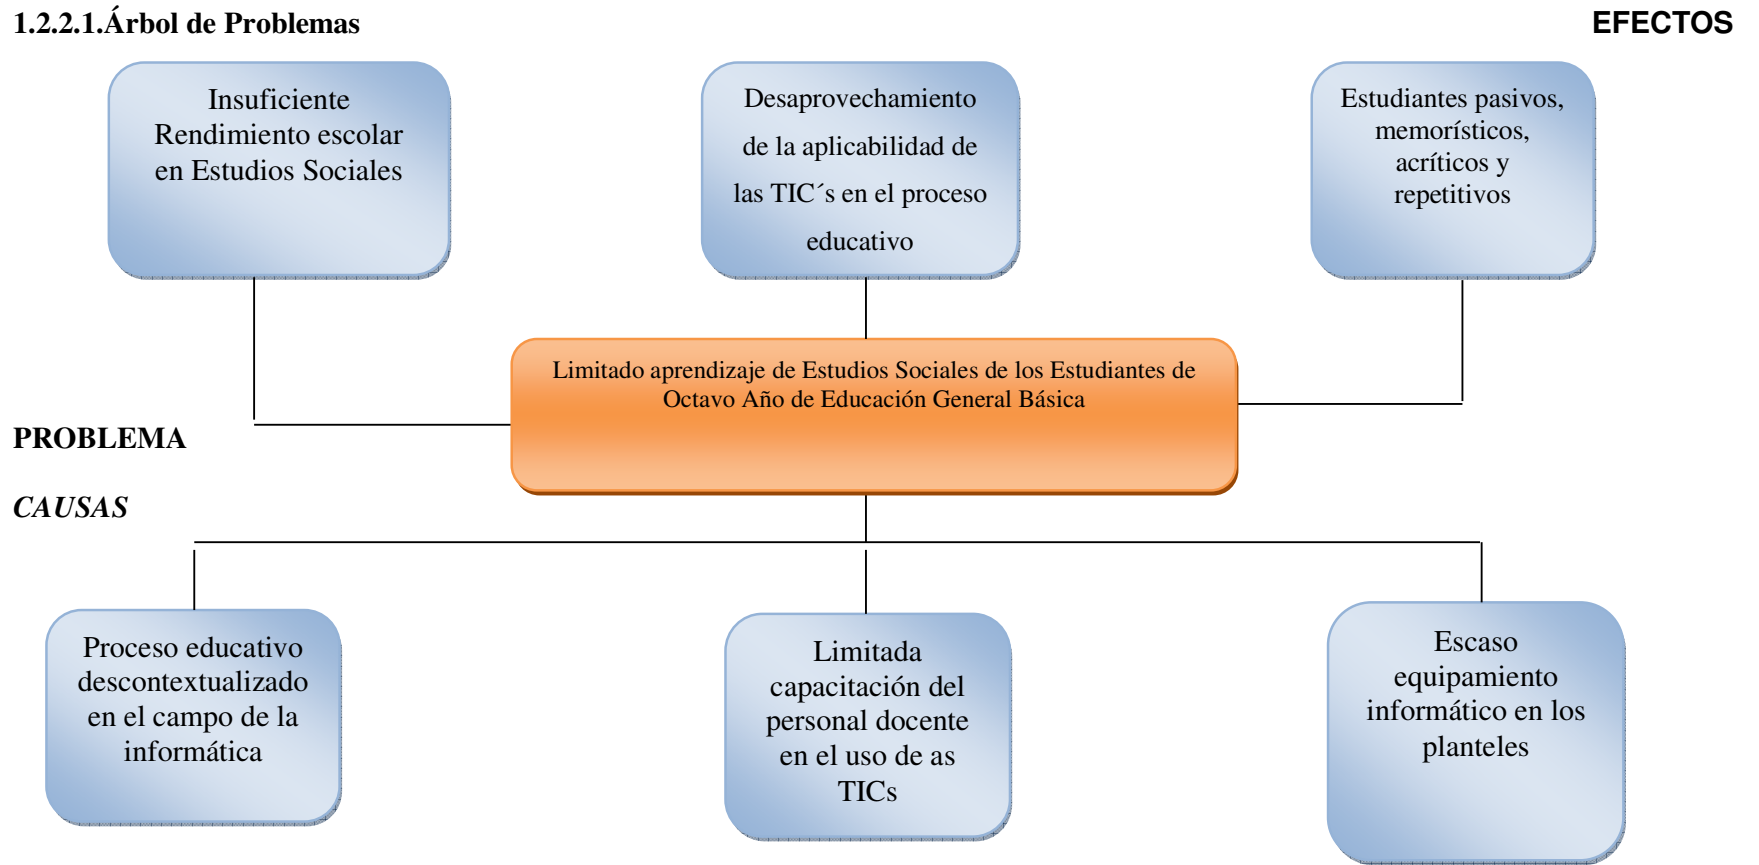 1.2.2.1.Árbol de Problemas
EFECTOS
Insuficiente
Rendimiento escolar
en Estudios Sociales
Desaprovechamiento
de la aplicabilidad de
las TIC´s en el proceso
educativo
Estudiantes pasivos,
memorísticos,
acríticos y
repetitivos
Limitado aprendizaje de Estudios Sociales de los Estudiantes de
Octavo Año de Educación General Básica
PROBLEMA
CAUSAS
Proceso educativo
descontextualizado
en el campo de la
informática
Limitada
capacitación del
personal docente
en el uso de as
TICs
Escaso
equipamiento
informático en los
planteles